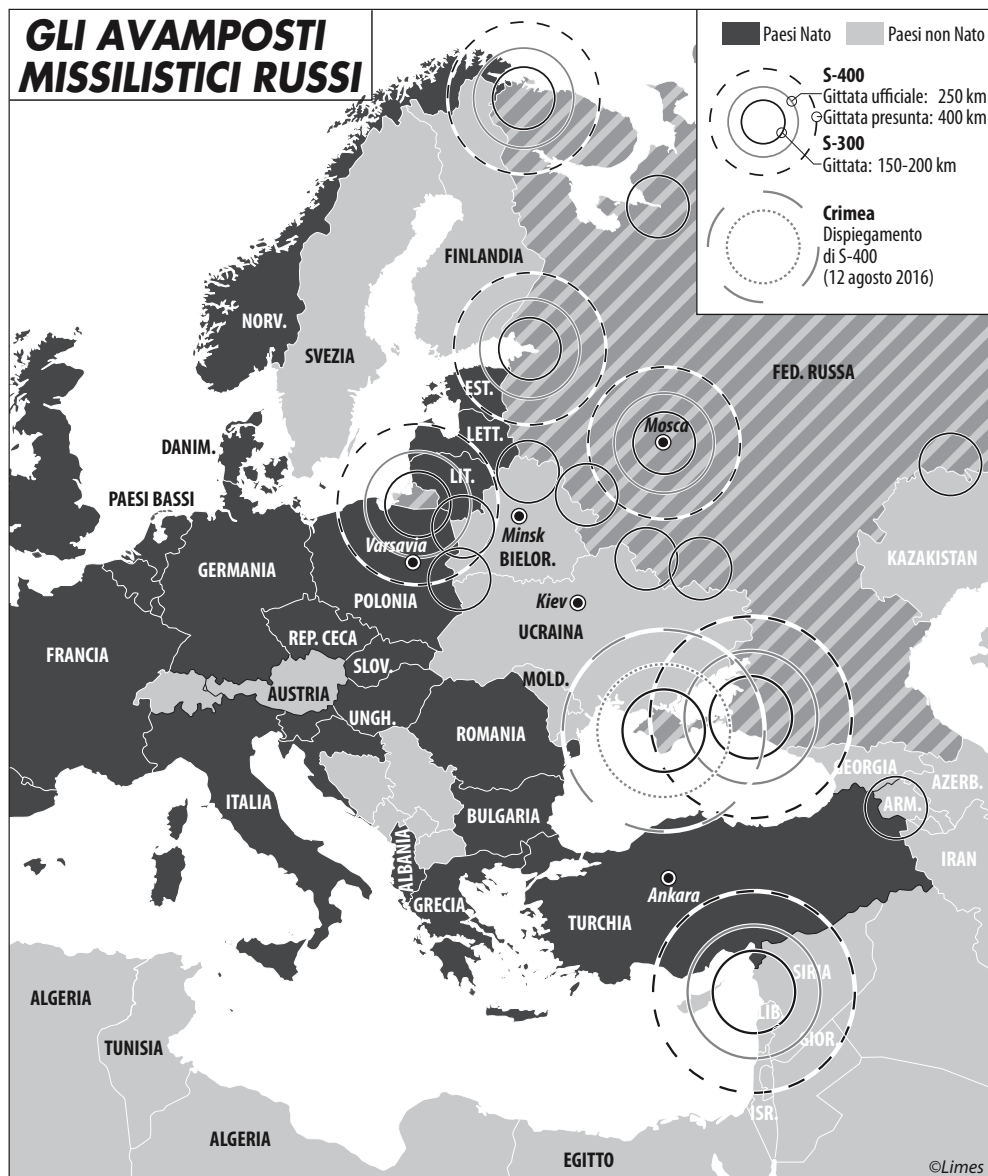 GLI AVAMPOSTI
MISSILISTICI RUSSI
Paesi Nato
Paesi non Nato
S-400
Gittata ufficiale: 250 km
Gittata presunta: 400 km
S-300
Gittata: 150-200 km
Crimea
Dispiegamento
di S-400
(12 agosto 2016)
FINLANDIA
NORV.
SVEZIA
FED. RUSSA
EST.
Mosca
LETT.
DANIM.
LIT.
PAESI BASSI
Minsk
Varsavia
BIELOR.
KAZAKISTAN
GERMANIA
POLONIA
Kiev
UCRAINA
REP. CECA
FRANCIA
SLOV.
MOLD.
AUSTRIA
UNGH.
ROMANIA
GEORGIA
AZERB.
ITALIA
ARM.
BULGARIA
ALBANIA
IRAN
Ankara
GRECIA
TURCHIA
SIRIA
ALGERIA
LIB.
GIOR.
TUNISIA
ISR.
ALGERIA
EGITTO
©Limes